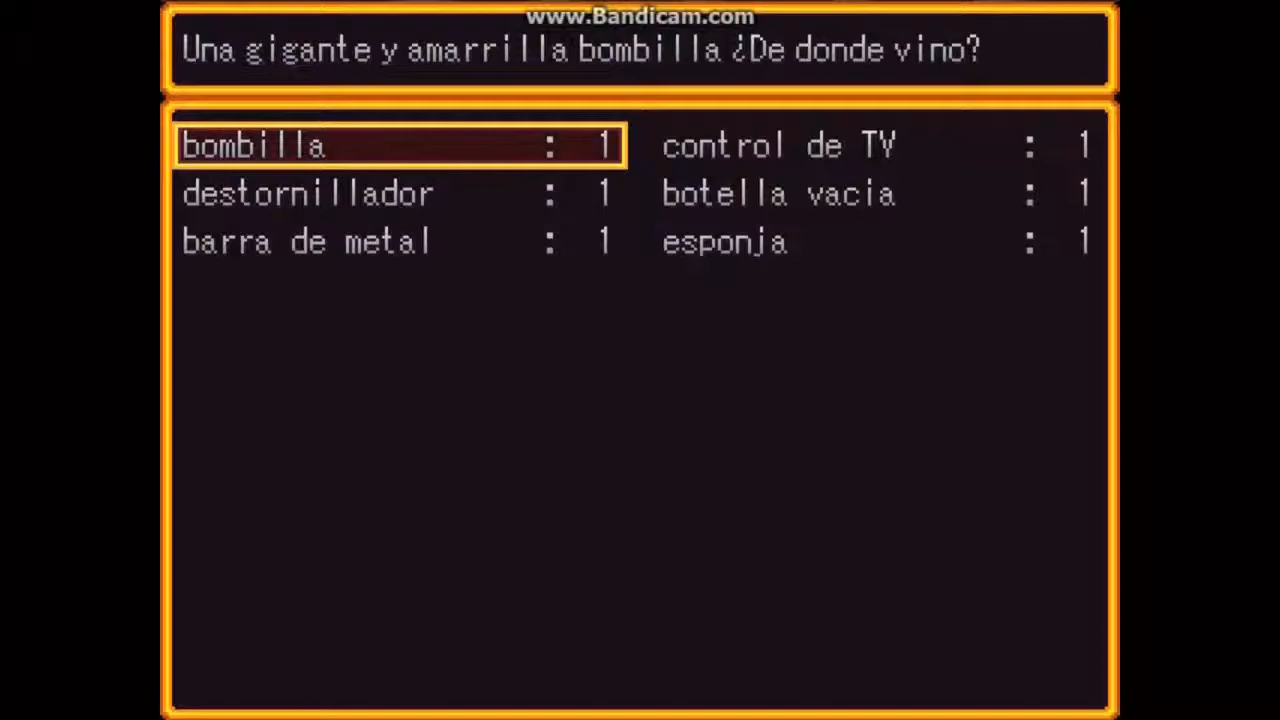 www.Bandicam.com
Una gigante y amarrilla bombilla ¿De donde vino?
bombilla : 1 control de TV : 1
destornillador : 1 botella vacia : 1
barra de metal : 1 esponja : 1